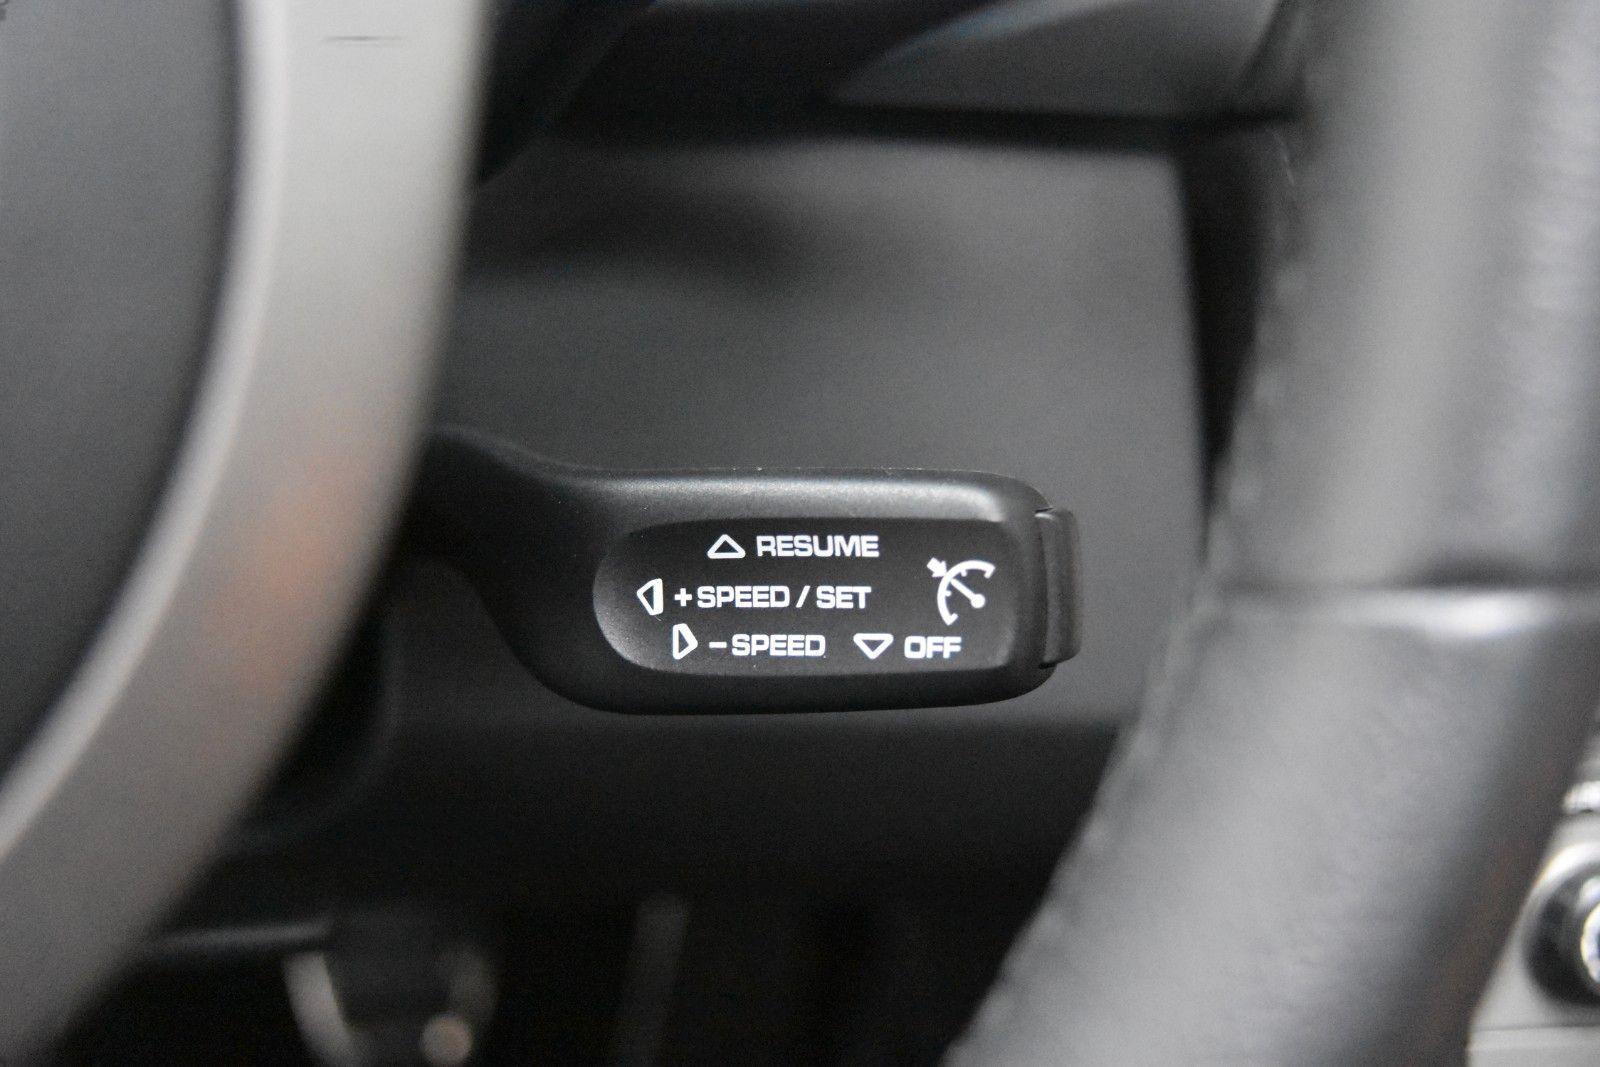 △ RESUME
◁ + SPEED / SET
▷ – SPEED ▽ OFF